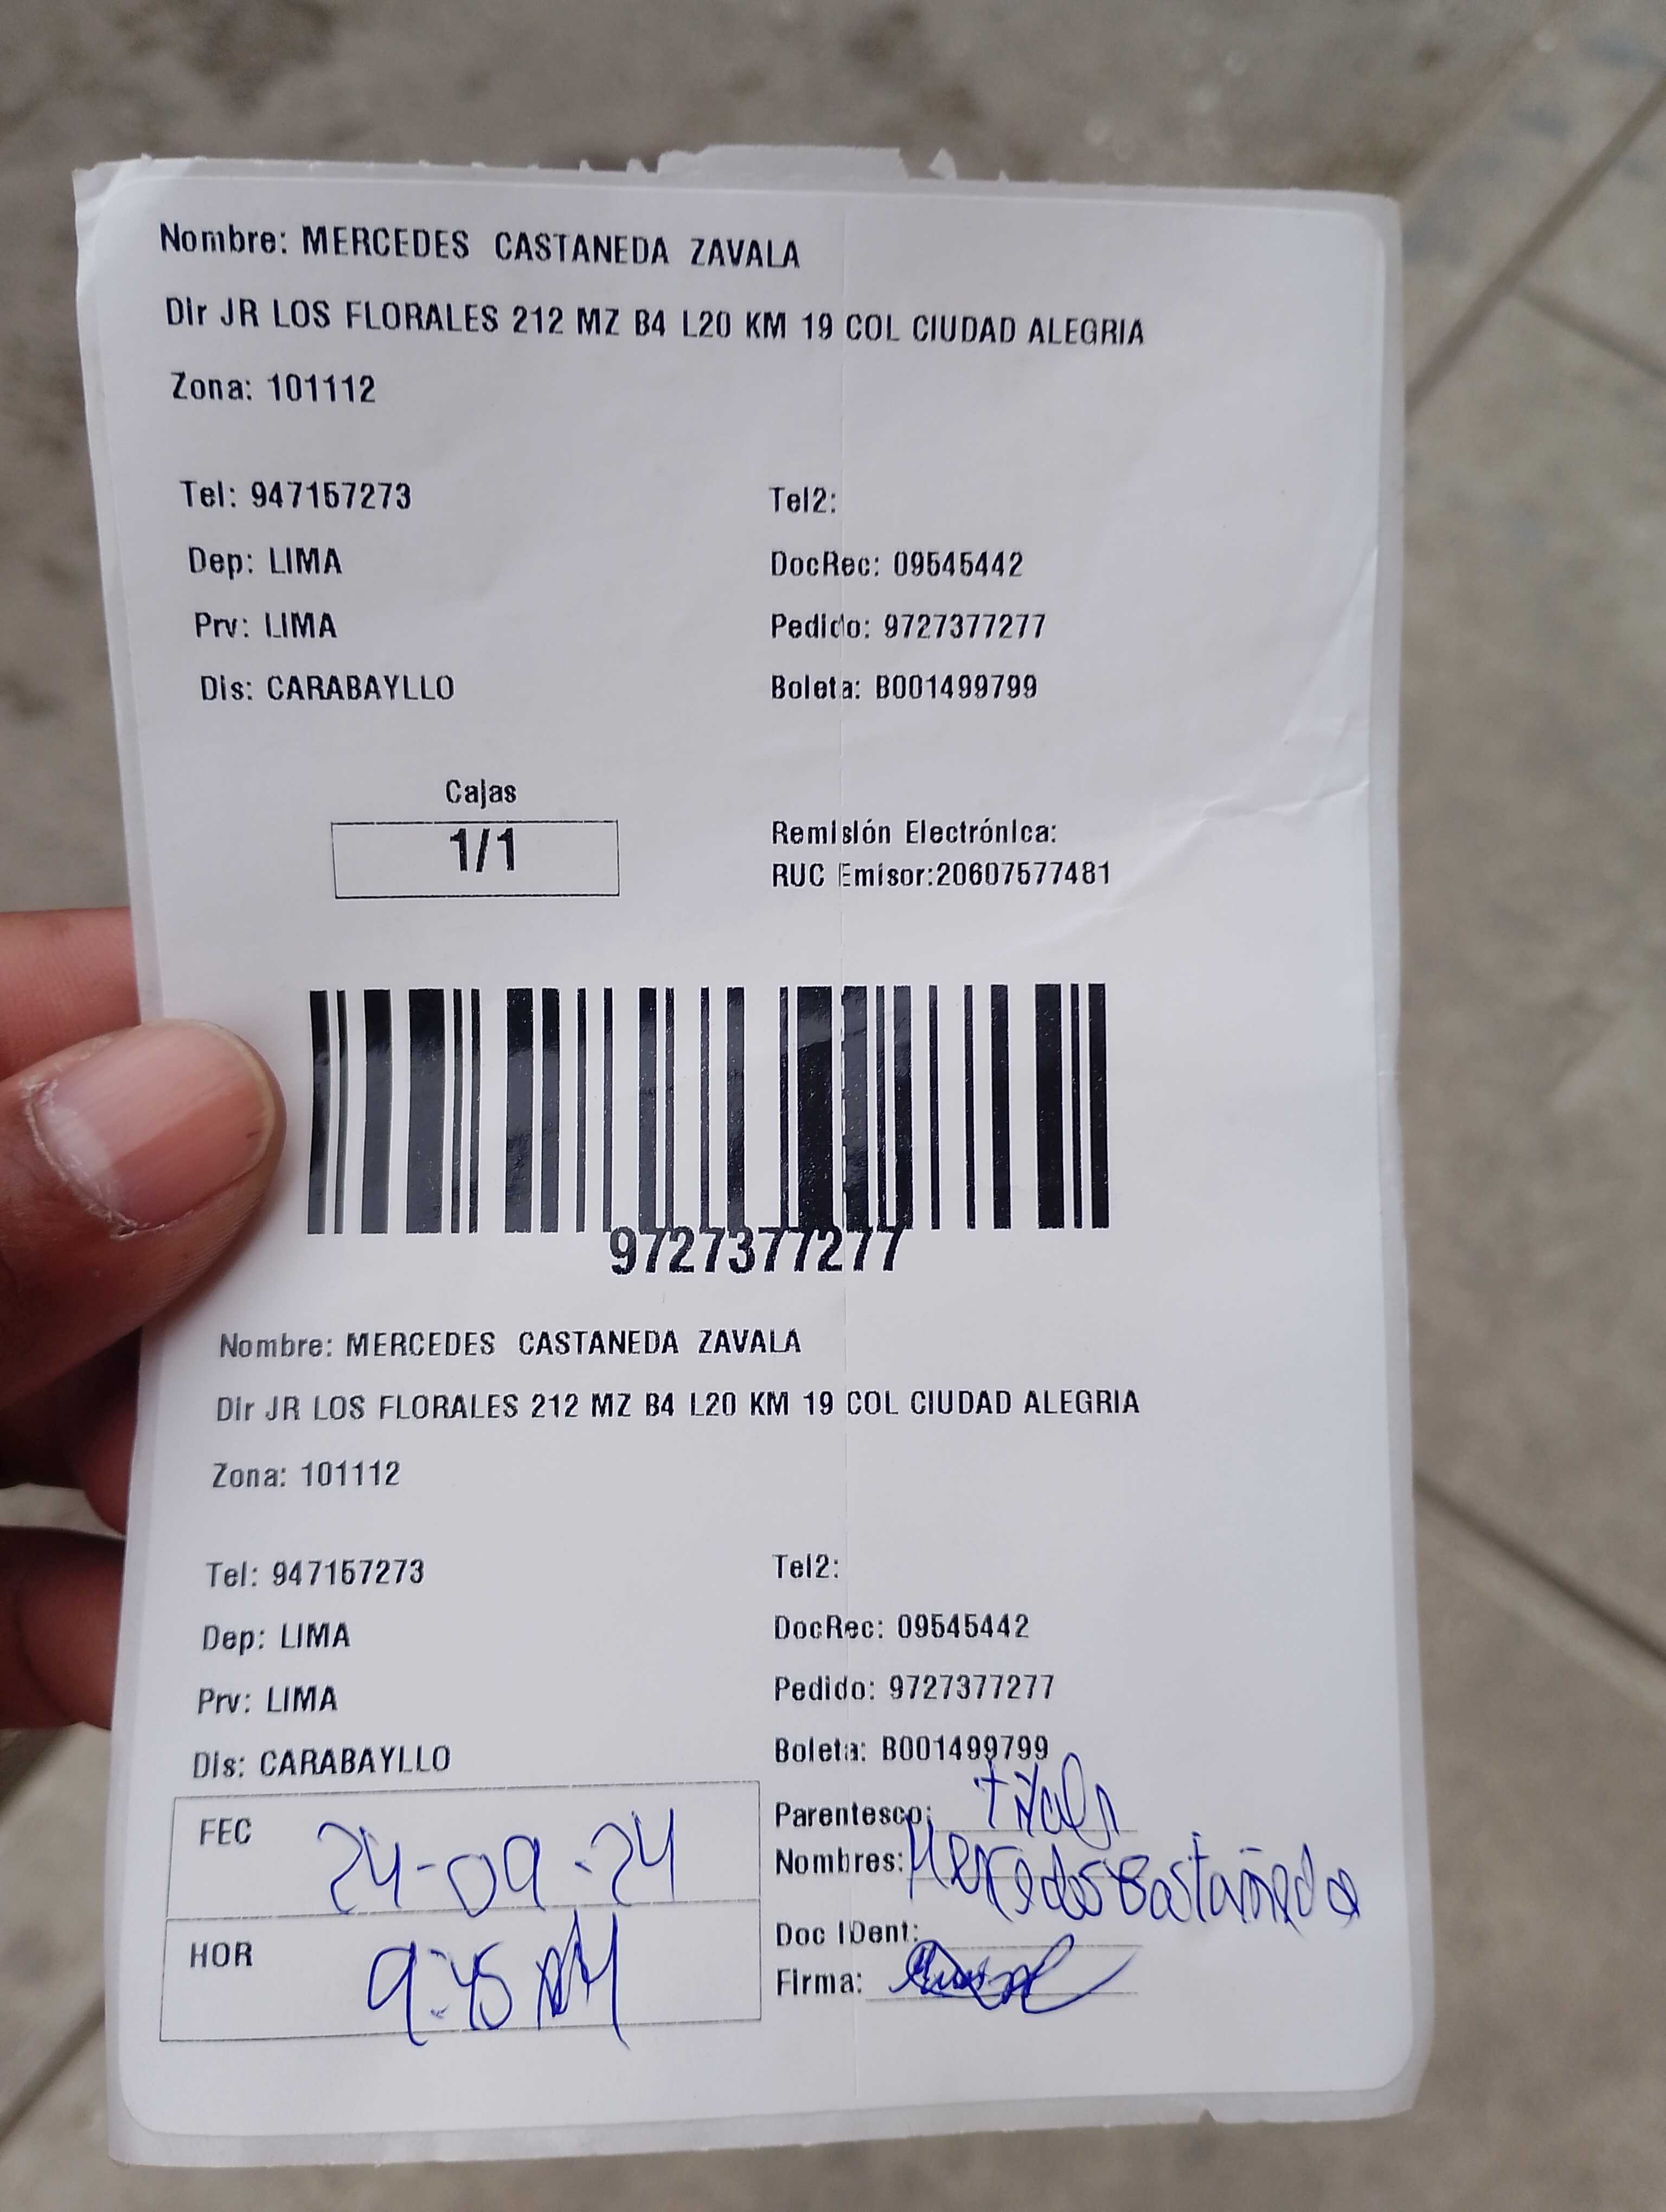 Nombre: MERCEDES CASTANEDA ZAVALA
Dir JR LOS FLORALES 212 MZ B4 L20 KM 19 COL CIUDAD ALEGRIA
Zona: 101112
Tel: 947157273 Tel2:
Dep: LIMA DocRec: 09545442
Prv: LIMA Pedido: 9727377277
Dis: CARABAYLLO Boleta: B001499799
Cajas
1/1
Remisión Electrónica:
RUC Emisor:20607577481
9727377277
Nombre: MERCEDES CASTANEDA ZAVALA
Dir JR LOS FLORALES 212 MZ B4 L20 KM 19 COL CIUDAD ALEGRIA
Zona: 101112
Tel: 947157273 Tel2:
Dep: LIMA DocRec: 09545442
Prv: LIMA Pedido: 9727377277
Dis: CARABAYLLO Boleta: B001499799
FEC 24-09-24
HOR 9:45 AM
Parentesco: titular
Nombres: Mercedes Castañeda
Doc IDent:
Firma: